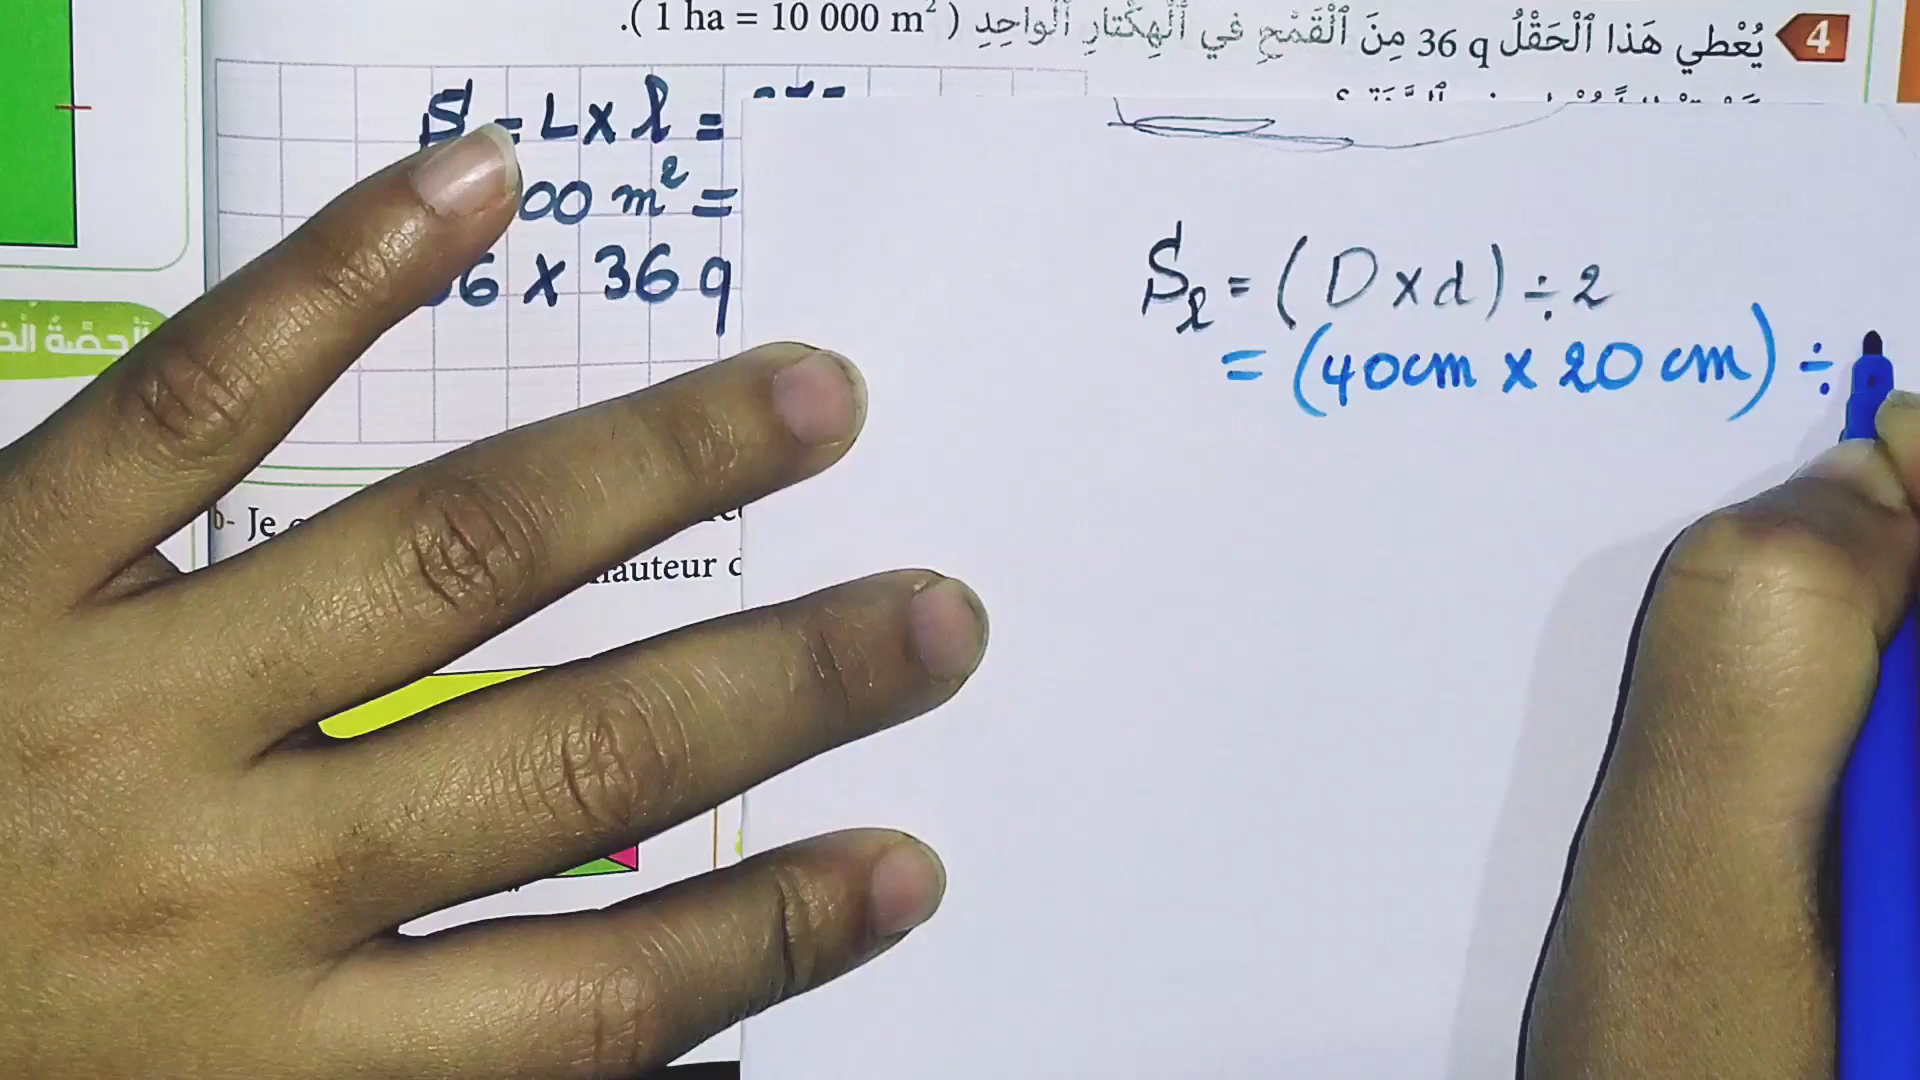 4 يُعْطي هَذا ٱلْحَقْلُ 36 q مِنَ ٱلْقَمْحِ في ٱلْهِكْتارِ ٱلْواحِدِ ( 1 ha = 10 000 m² ).
S = L x l =
00 m² =
6 x 36 q
S_l = ( D x d ) ÷ 2
= (40cm x 20 cm) ÷
b- Je
hauteur